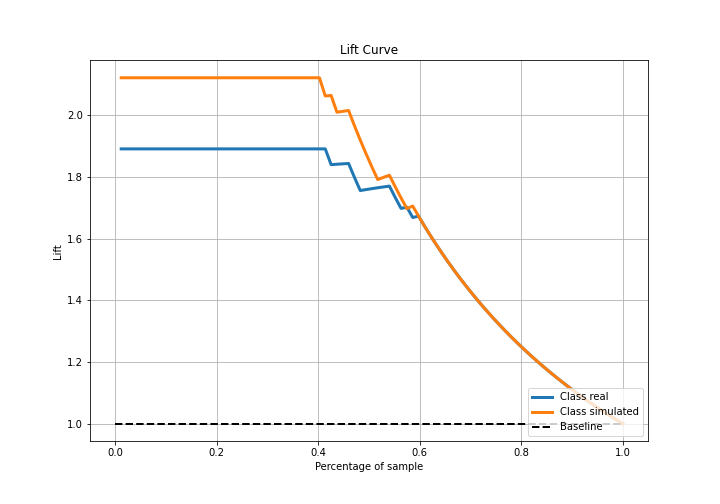 Lift Curve
Lift
2.0
1.8
1.6
1.4
1.2
1.0
0.0
0.2
0.4
0.6
0.8
1.0
Percentage of sample
Class real
Class simulated
Baseline